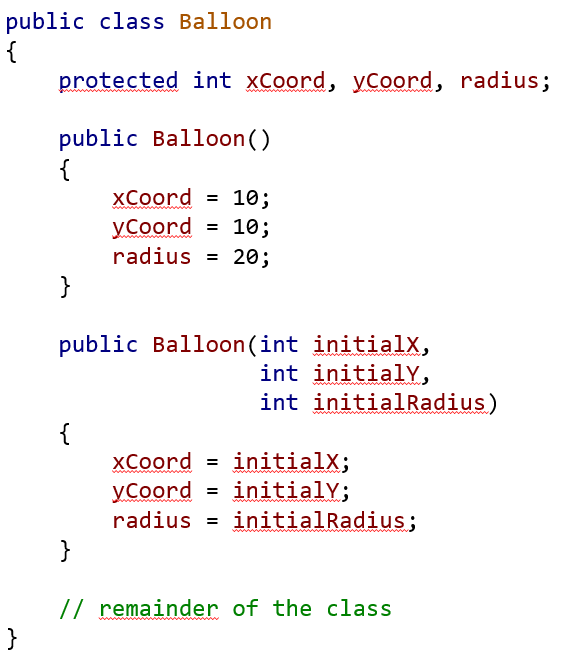 public class Balloon
{
    protected int xCoord, yCoord, radius;

    public Balloon()
    {
        xCoord = 10;
        yCoord = 10;
        radius = 20;
    }

    public Balloon(int initialX,
                   int initialY,
                   int initialRadius)
    {
        xCoord = initialX;
        yCoord = initialY;
        radius = initialRadius;
    }

    // remainder of the class
}